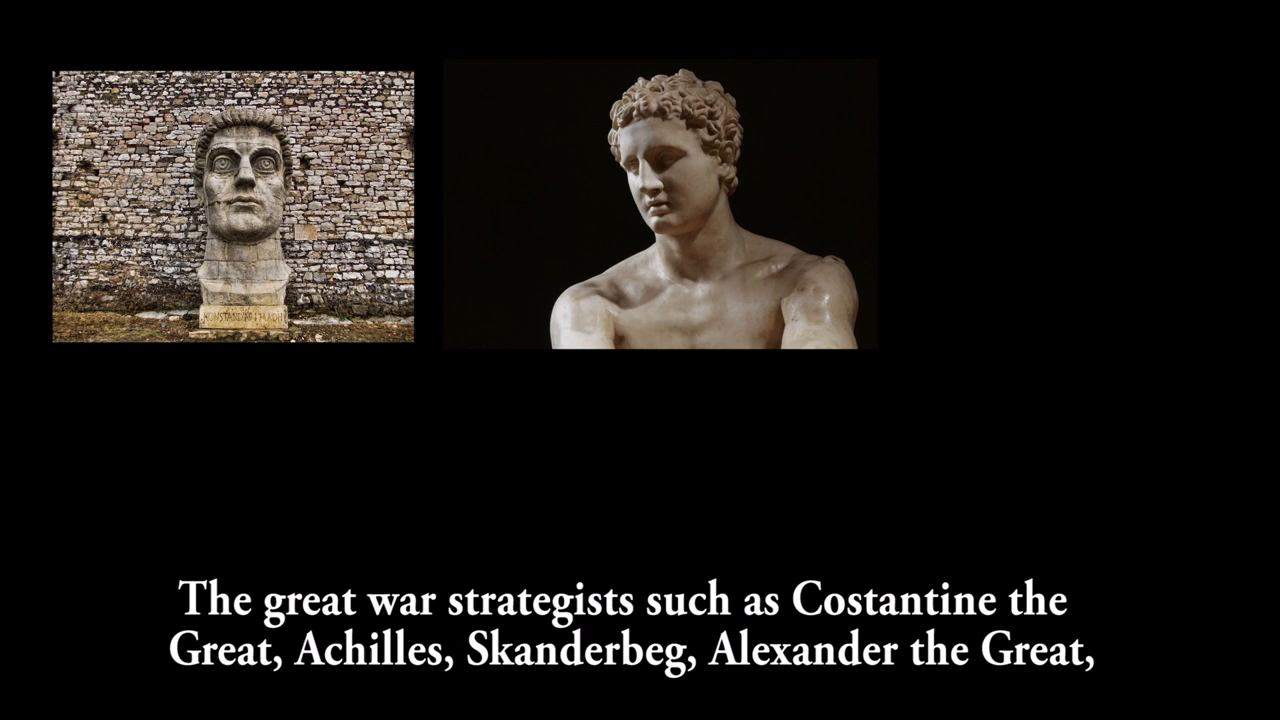 The great war strategists such as Costantine the
Great, Achilles, Skanderbeg, Alexander the Great,